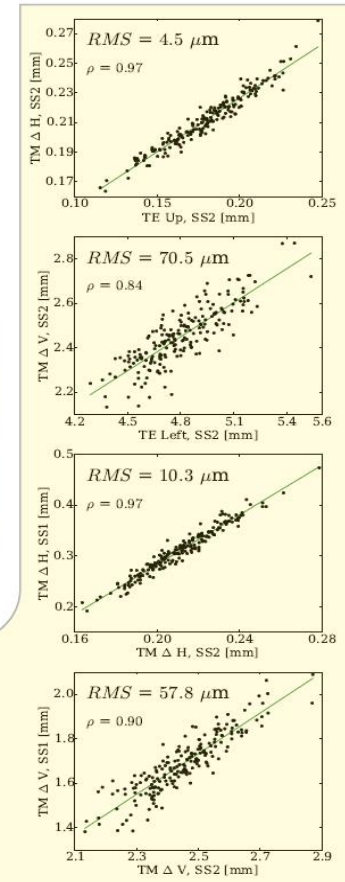 0.27
RMS = 4.5 μm
ρ = 0.97
0.25
0.23
0.21
0.19
0.17
TM Δ H, SS2 [mm]
0.10 0.15 0.20 0.25
TE Up, SS2 [mm]
RMS = 70.5 μm
2.8
ρ = 0.84
2.6
2.4
2.2
TM Δ V, SS2 [mm]
4.2 4.5 4.8 5.1 5.4 5.6
TE Left, SS2 [mm]
0.5
RMS = 10.3 μm
ρ = 0.97
0.4
0.3
0.2
TM Δ H, SS1 [mm]
0.16 0.20 0.24 0.28
TM Δ H, SS2 [mm]
2.0
RMS = 57.8 μm
ρ = 0.90
1.8
1.6
1.4
TM Δ V, SS1 [mm]
2.1 2.3 2.5 2.7 2.9
TM Δ V, SS2 [mm]